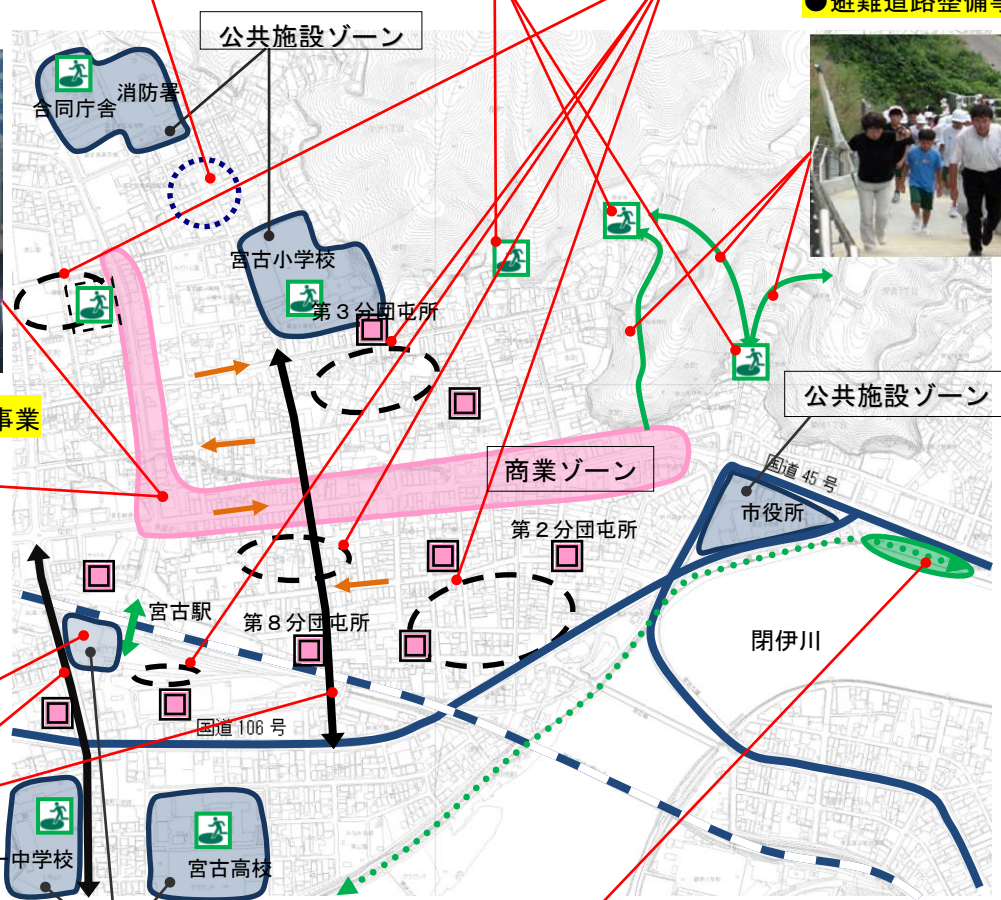 ●避難道路整備事
公共施設ゾーン
合同庁舎
消防署
宮古小学校
第3分団屯所
事業
公共施設ゾーン
商業ゾーン
国道45号
市役所
第2分団屯所
宮古駅
第8分団屯所
閉伊川
国道106号
中学校
宮古高校